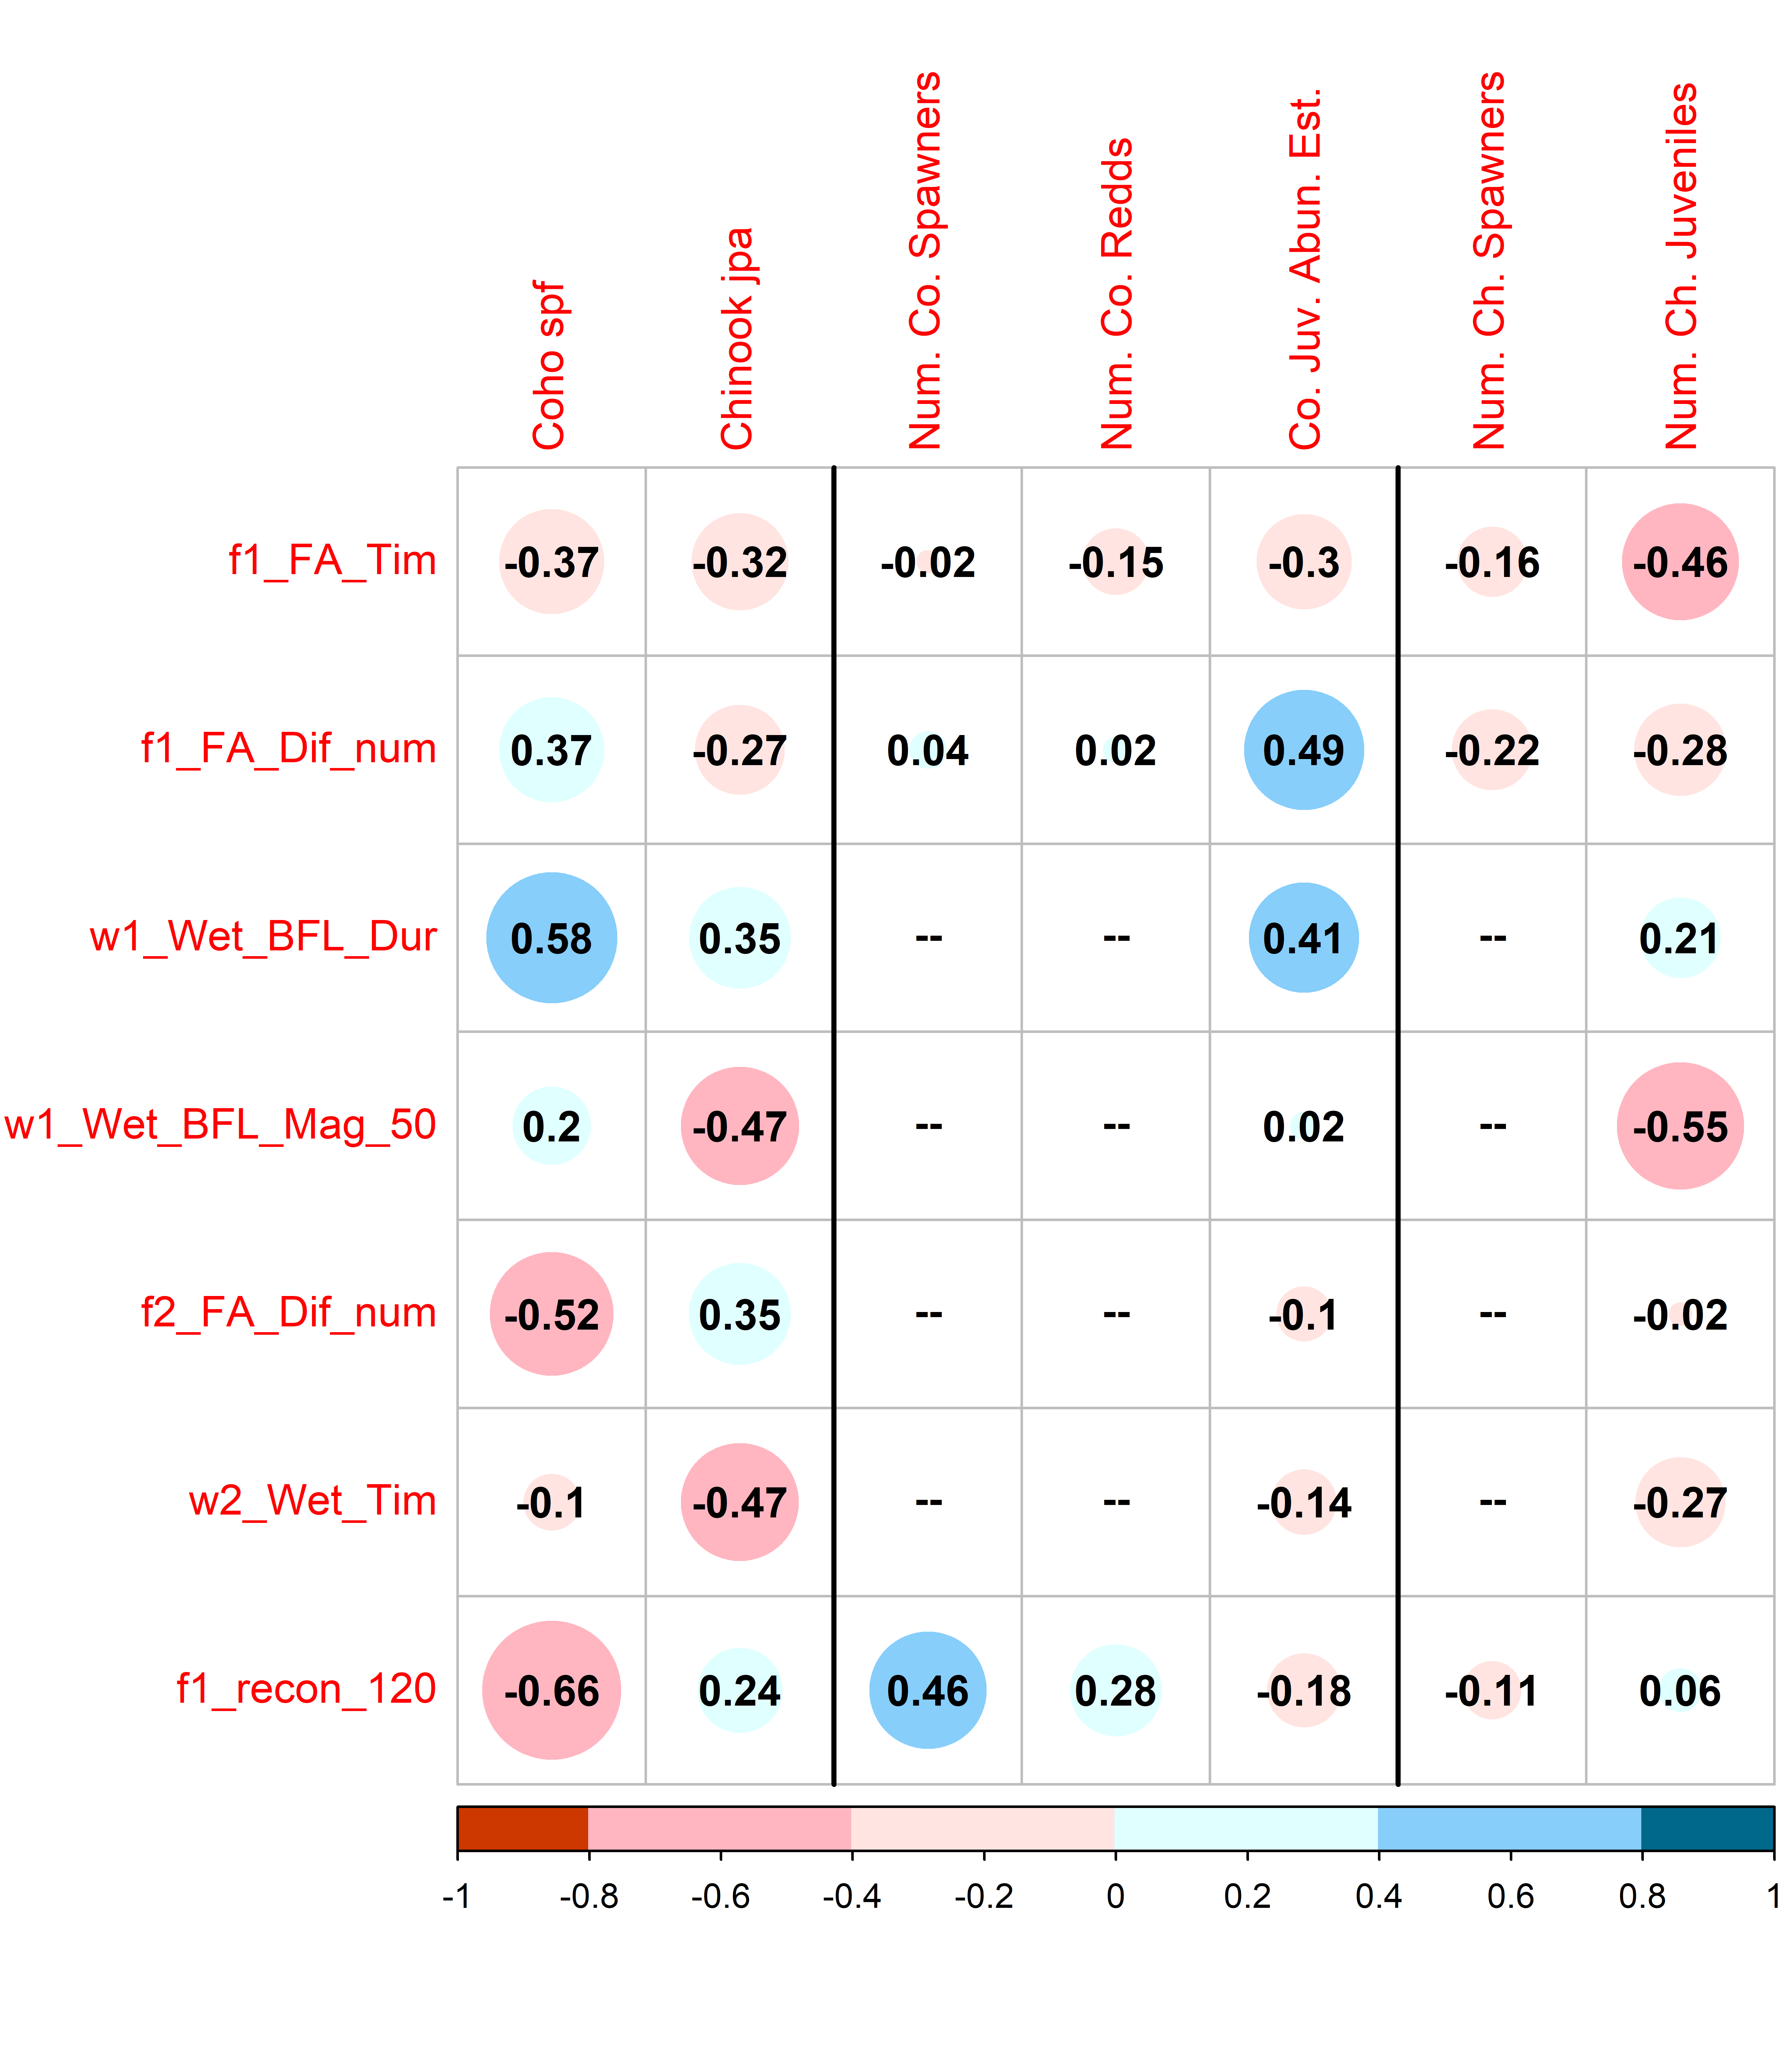 Coho spf
Chinook jpa
Num. Co. Spawners
Num. Co. Redds
Co. Juv. Abun. Est.
Num. Ch. Spawners
Num. Ch. Juveniles
f1_FA_Tim -0.37 -0.32 -0.02 -0.15 -0.3 -0.16 -0.46
f1_FA_Dif_num 0.37 -0.27 0.04 0.02 0.49 -0.22 -0.28
w1_Wet_BFL_Dur 0.58 0.35 -- -- 0.41 -- 0.21
w1_Wet_BFL_Mag_50 0.2 -0.47 -- -- 0.02 -- -0.55
f2_FA_Dif_num -0.52 0.35 -- -- -0.1 -- -0.02
w2_Wet_Tim -0.1 -0.47 -- -- -0.14 -- -0.27
f1_recon_120 -0.66 0.24 0.46 0.28 -0.18 -0.11 0.06
-1 -0.8 -0.6 -0.4 -0.2 0 0.2 0.4 0.6 0.8 1